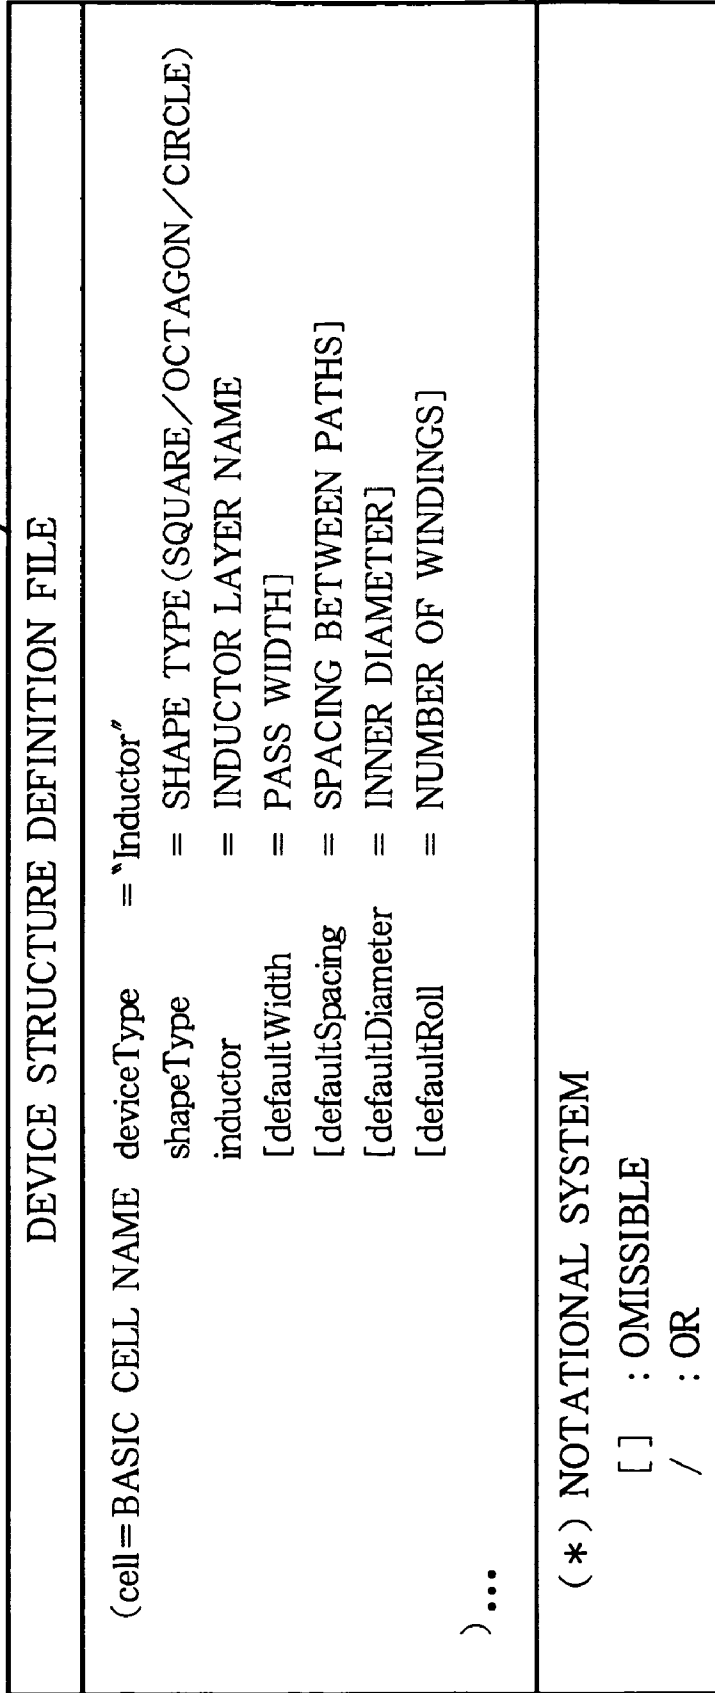 DEVICE STRUCTURE DEFINITION FILE
(cell=BASIC CELL NAME deviceType ="Inductor"
shapeType = SHAPE TYPE(SQUARE/OCTAGON/CIRCLE)
inductor = INDUCTOR LAYER NAME
[defaultWidth = PASS WIDTH]
[defaultSpacing = SPACING BETWEEN PATHS]
[defaultDiameter = INNER DIAMETER]
[defaultRoll = NUMBER OF WINDINGS]
)...
(*) NOTATIONAL SYSTEM
[ ] : OMISSIBLE
/ : OR